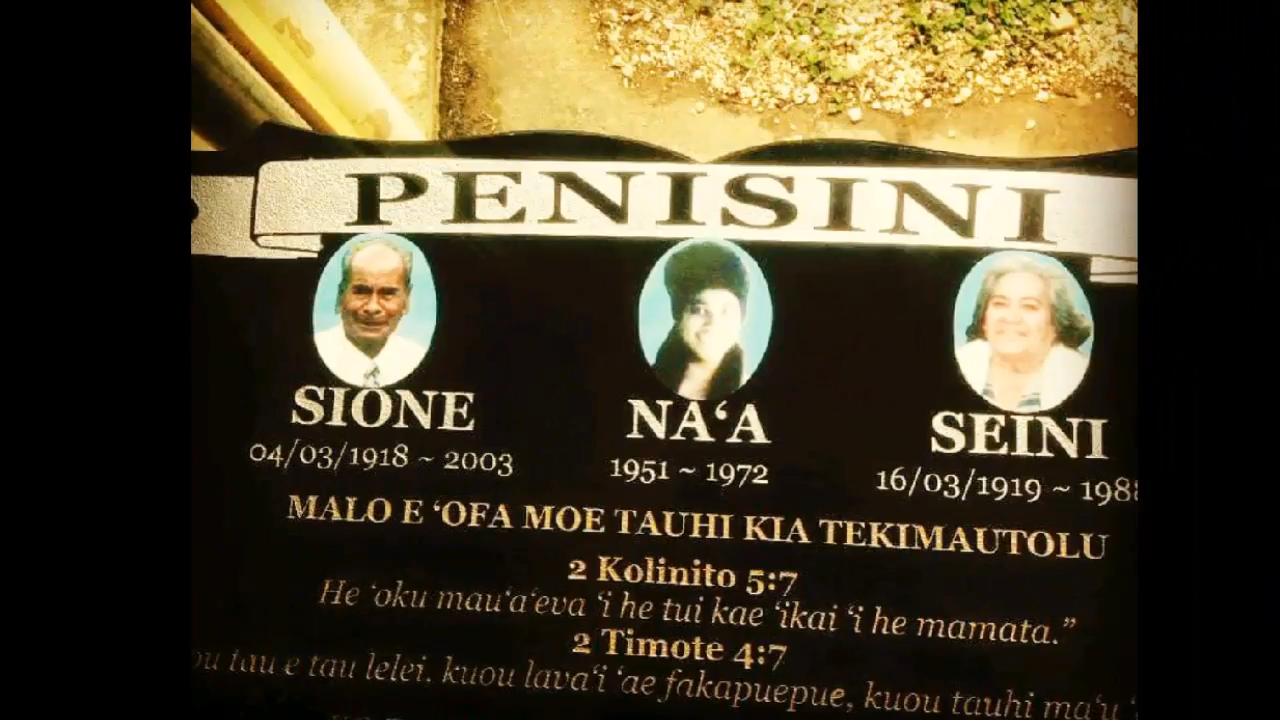 PENISINI
SIONE NA‘A SEINI
04/03/1918 ~ 2003 1951 ~ 1972 16/03/1919 ~ 198
MALO E ‘OFA MOE TAUHI KIA TEKIMAUTOLU
2 Kolinito 5:7
He ‘oku mau‘a‘eva ‘i he tui kae ‘ikai ‘i he mamata.”
2 Timote 4:7
tau e tau lelei. kuou lava‘i ‘ae fakapuepue, kuou tauhi ma‘u